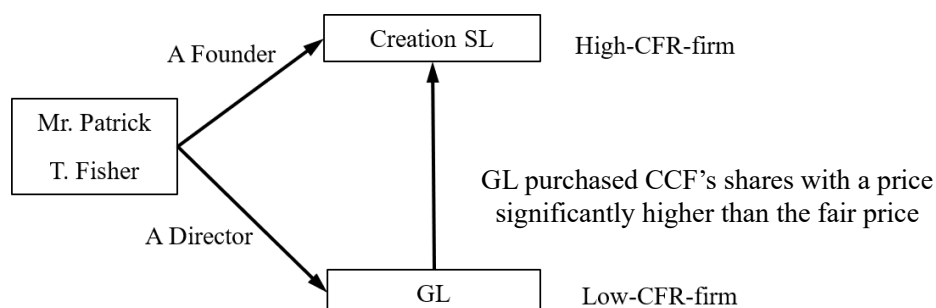 Creation SL
High-CFR-firm
A Founder
Mr. Patrick
T. Fisher
GL purchased CCF’s shares with a price
significantly higher than the fair price
A Director
GL
Low-CFR-firm